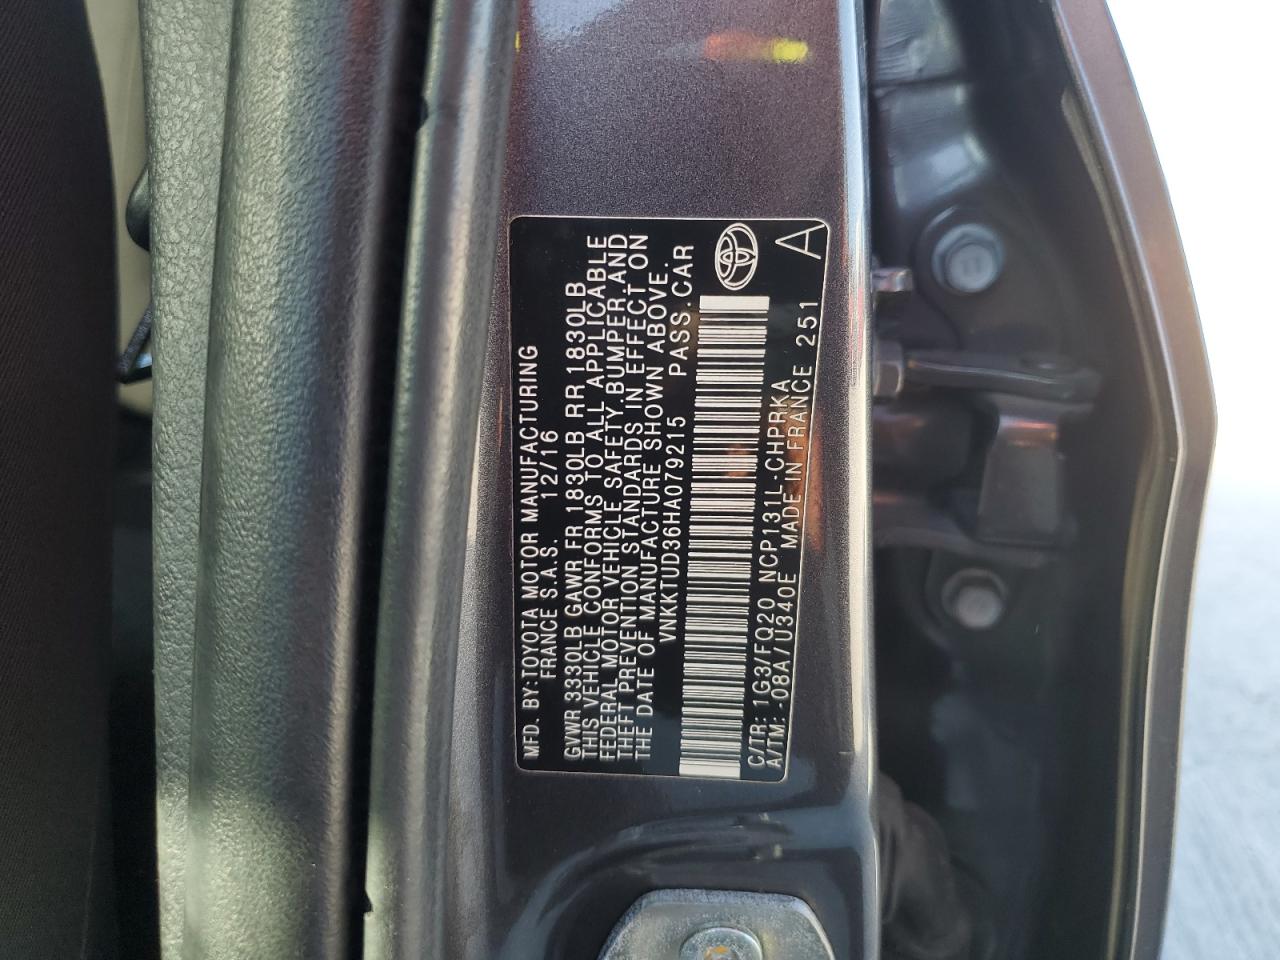 MFD. BY: TOYOTA MOTOR MANUFACTURING
FRANCE S.A.S. 12/16
GVWR 3330LB GAWR FR 1830LB RR 1830LB
THIS VEHICLE CONFORMS TO ALL APPLICABLE
FEDERAL MOTOR VEHICLE SAFETY, BUMPER, AND
THEFT PREVENTION STANDARDS IN EFFECT ON
THE DATE OF MANUFACTURE SHOWN ABOVE.
VNKKTUD36HA079215 PASS. CAR
C/TR: 1G3/FQ20 NCP131L-CHPRKA
A/TM: -08A/U340E MADE IN FRANCE 251
A